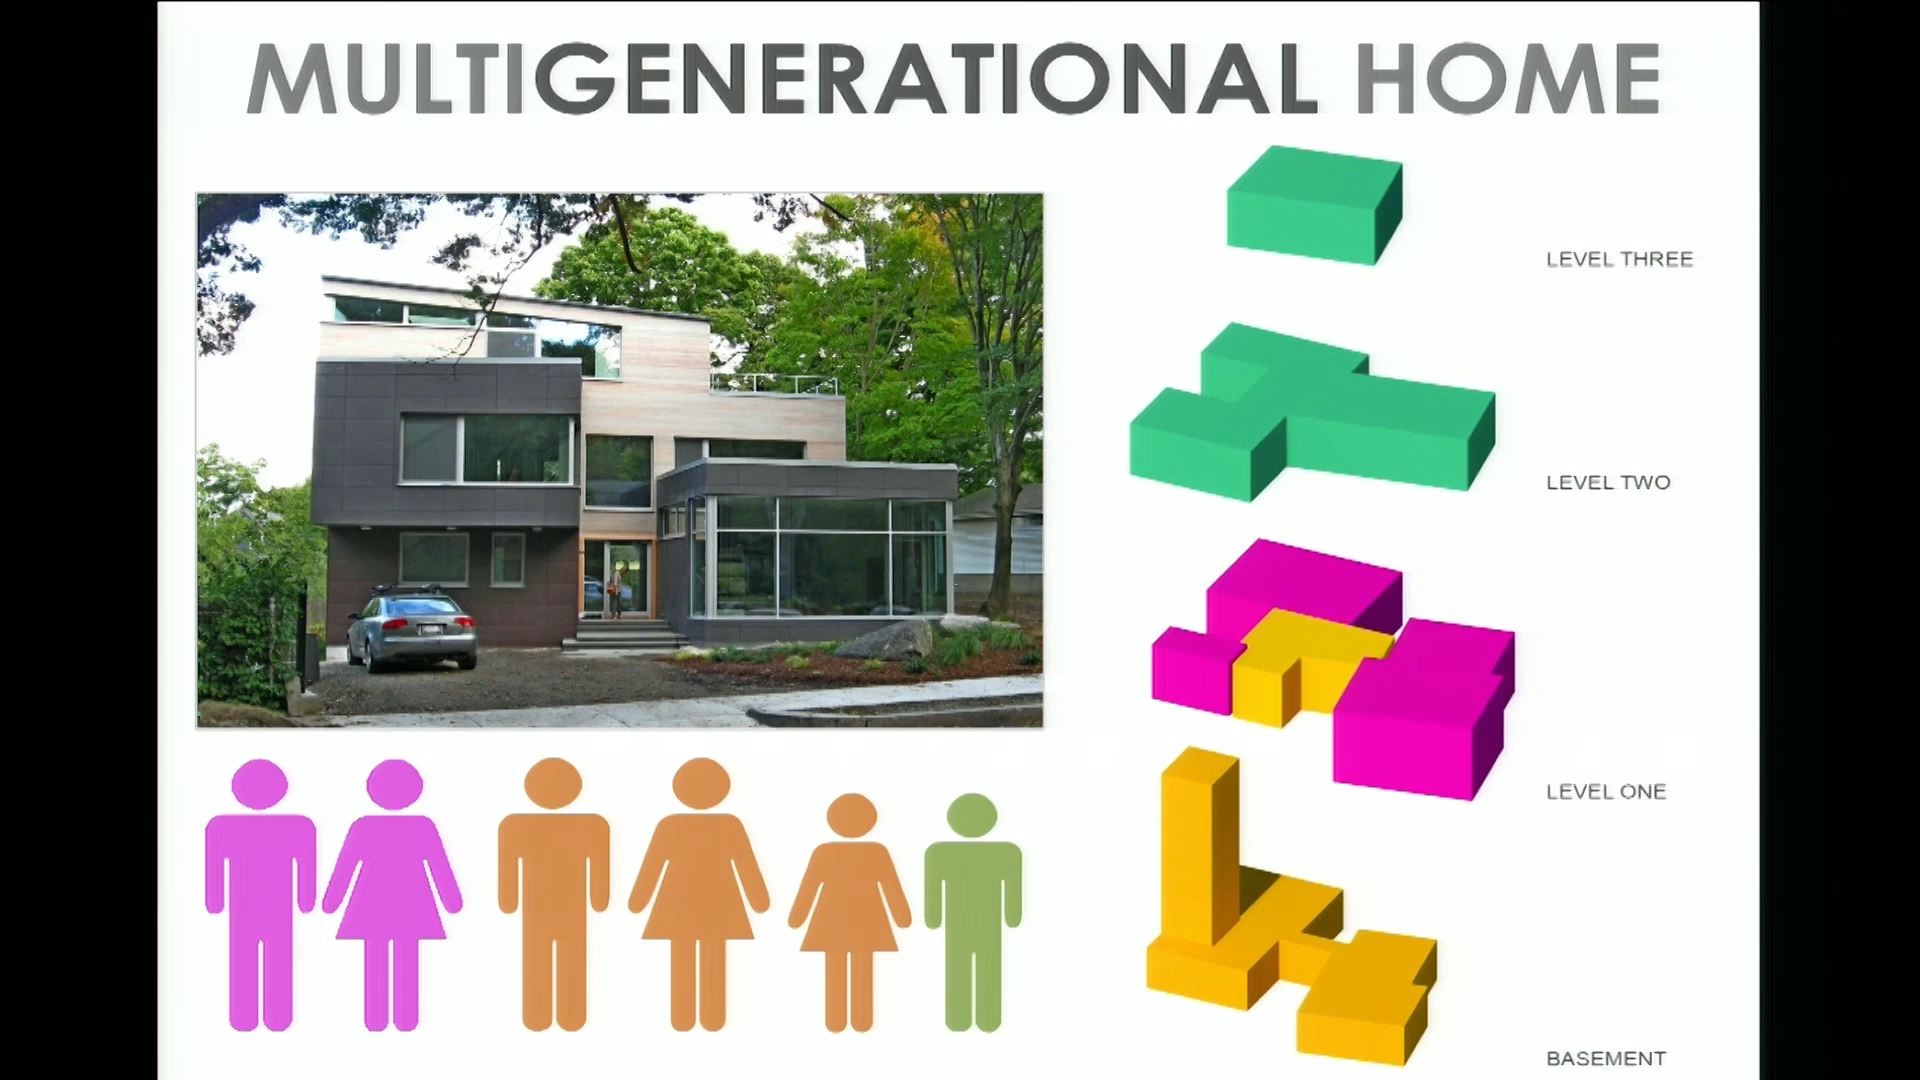 MULTIGENERATIONAL HOME
LEVEL THREE
LEVEL TWO
LEVEL ONE
BASEMENT